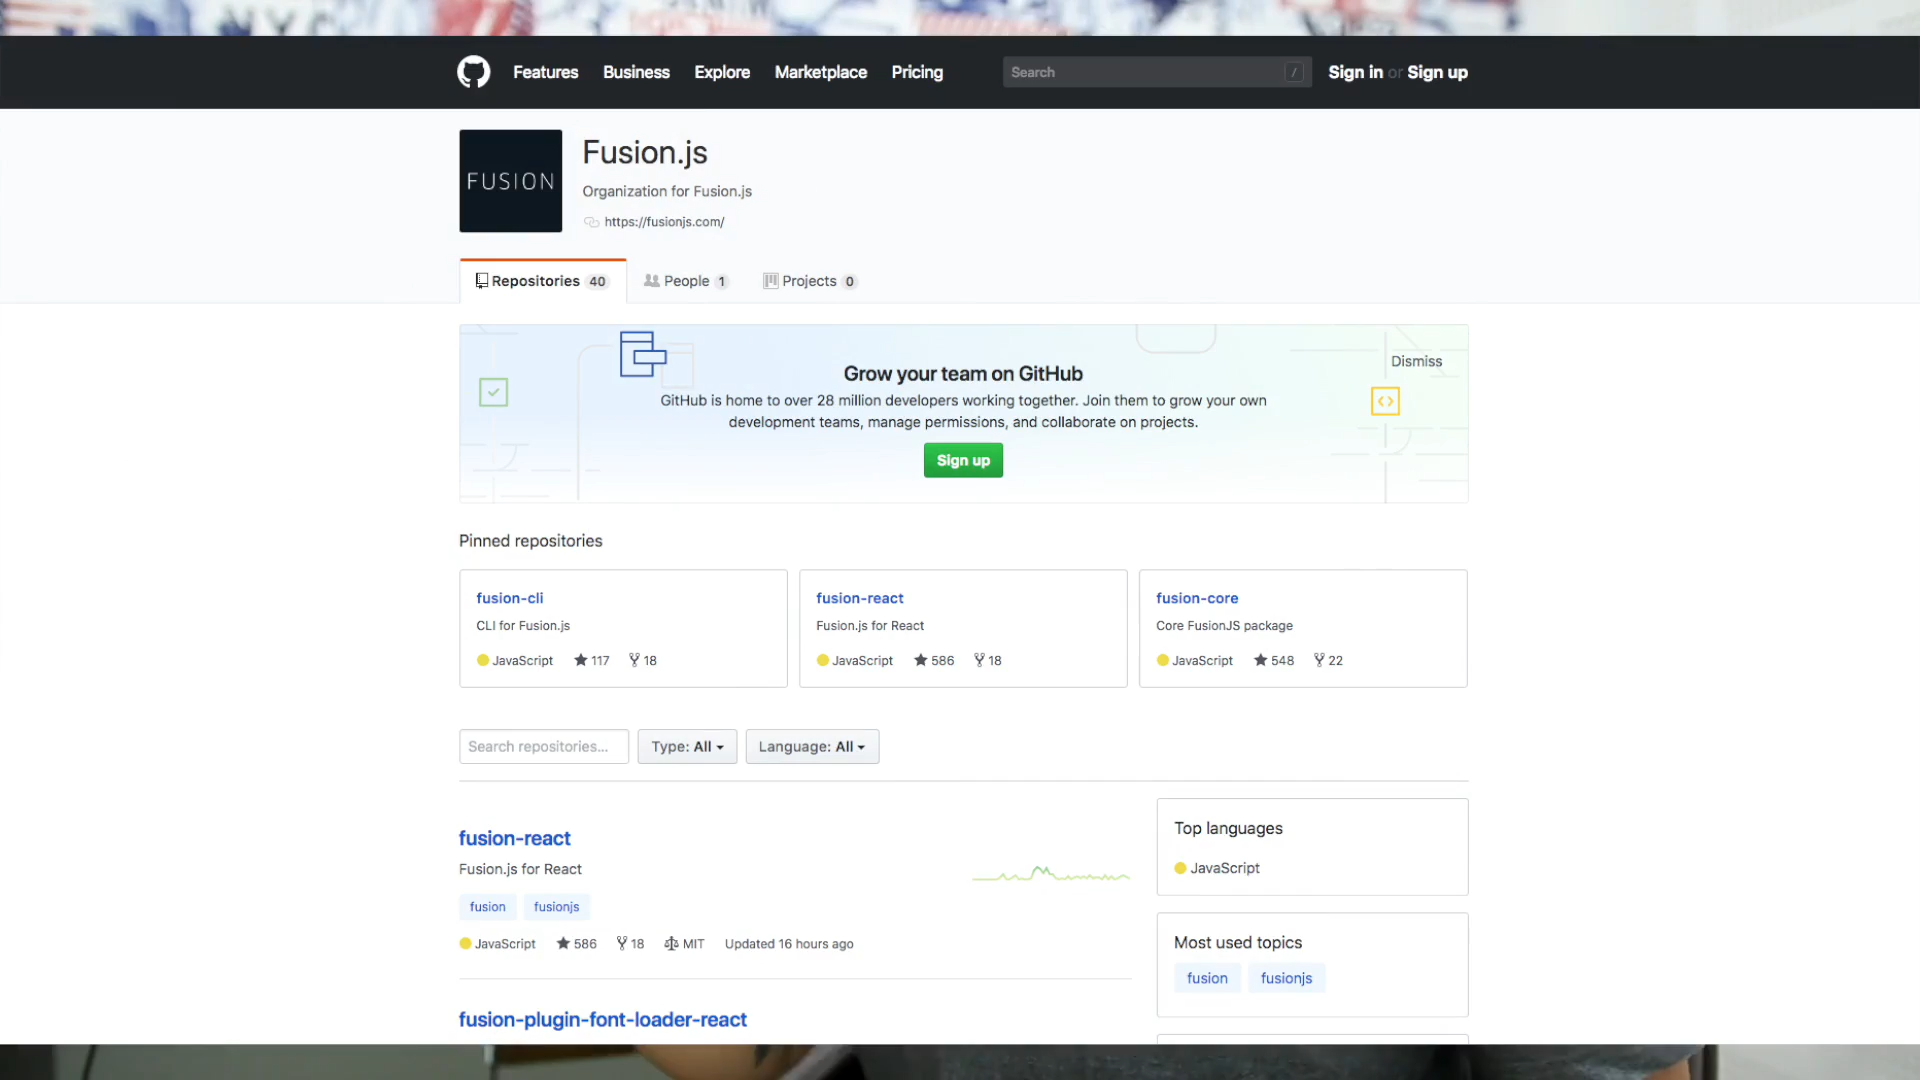 Features Business Explore Marketplace Pricing Search / Sign in or Sign up
FUSION
Fusion.js
Organization for Fusion.js
https://fusionjs.com/
Repositories 40 People 1 Projects 0
Dismiss
Grow your team on GitHub
GitHub is home to over 28 million developers working together. Join them to grow your own
development teams, manage permissions, and collaborate on projects.
Sign up
Pinned repositories
fusion-cli
CLI for Fusion.js
JavaScript 117 18
fusion-react
Fusion.js for React
JavaScript 586 18
fusion-core
Core FusionJS package
JavaScript 548 22
Search repositories... Type: All Language: All
fusion-react
Fusion.js for React
fusion fusionjs
JavaScript 586 18 MIT Updated 16 hours ago
fusion-plugin-font-loader-react
Top languages
JavaScript
Most used topics
fusion fusionjs